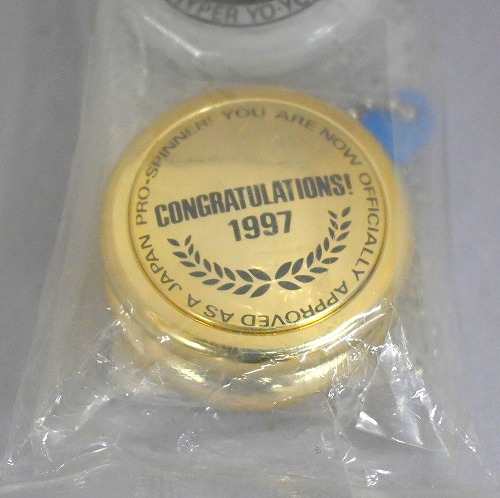 HYPER YO-YO
YOU ARE NOW OFFICIALLY APPROVED AS A JAPAN PRO-SPINNER!
CONGRATULATIONS!
1997